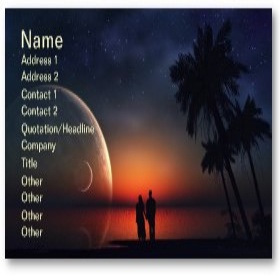 Name
Address 1
Address 2
Contact 1
Contact 2
Quotation/Headline
Company
Title
Other
Other
Other
Other